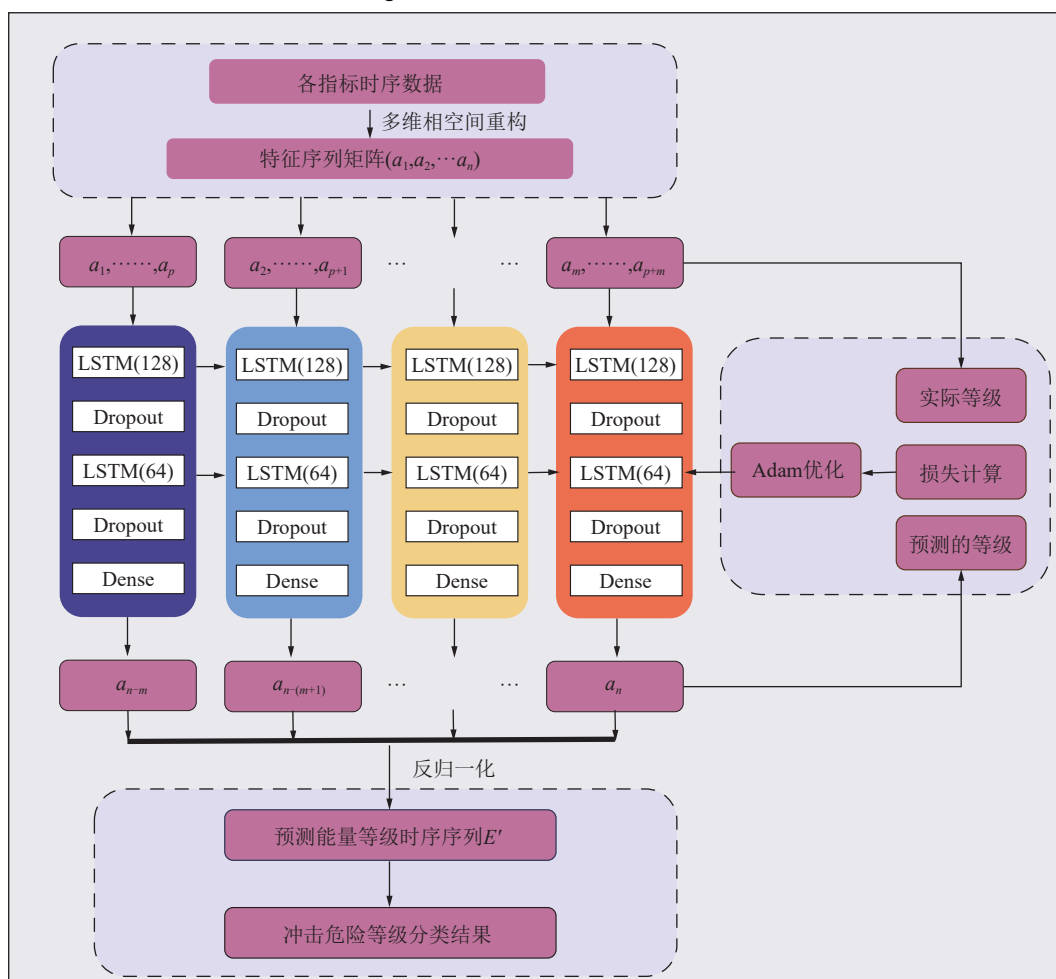 各指标时序数据
多维相空间重构
特征序列矩阵(a₁,a₂,⋯aₙ)
a₁,⋯⋯,aₚ
a₂,⋯⋯,aₚ₊₁
⋯
⋯
aₘ,⋯⋯,aₚ₊ₘ
LSTM(128)
Dropout
LSTM(64)
Dropout
Dense
LSTM(128)
Dropout
LSTM(64)
Dropout
Dense
LSTM(128)
Dropout
LSTM(64)
Dropout
Dense
LSTM(128)
Dropout
LSTM(64)
Dropout
Dense
实际等级
Adam优化
损失计算
预测的等级
aₙ₋ₘ
aₙ₋₍ₘ₊₁₎
⋯
⋯
aₙ
反归一化
预测能量等级时序序列E′
冲击危险等级分类结果